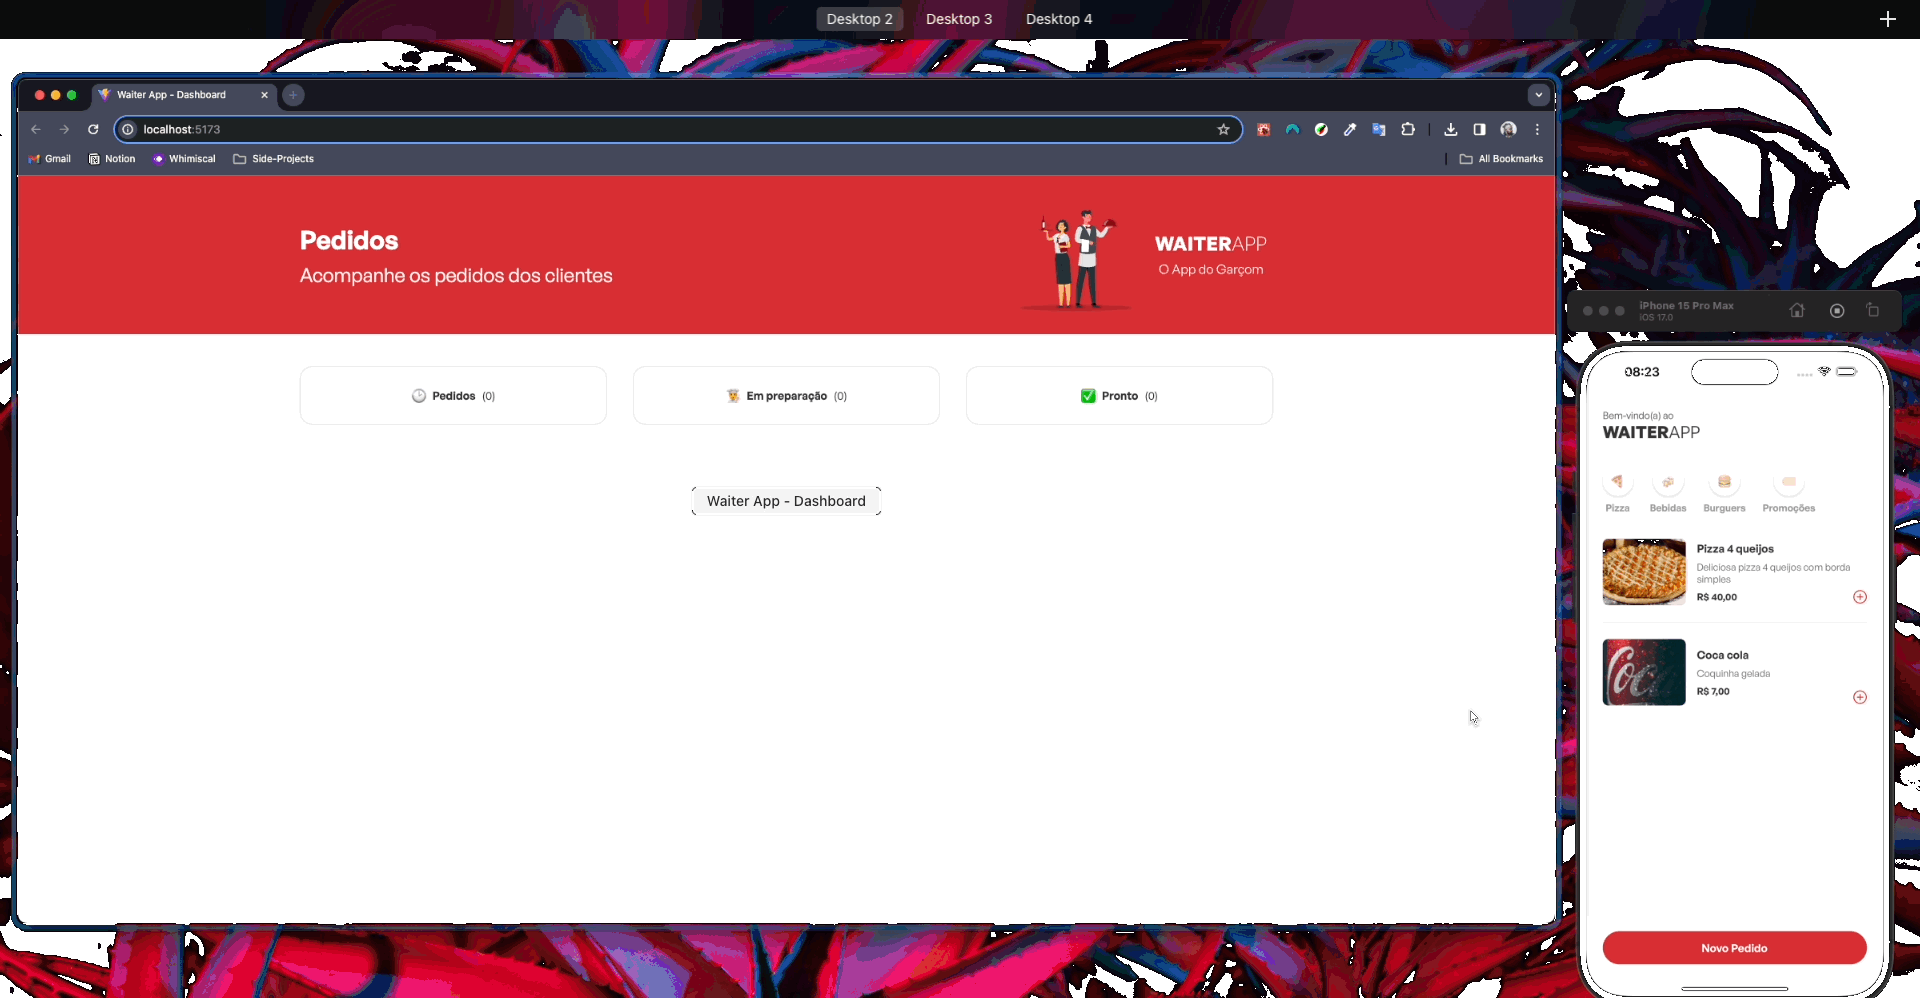 Desktop 2
Desktop 3
Desktop 4
Waiter App - Dashboard
localhost:5173
Gmail
Notion
Whimiscal
Side-Projects
All Bookmarks
Pedidos
Acompanhe os pedidos dos clientes
WAITERAPP
O App do Garçom
Pedidos (0)
Em preparação (0)
Pronto (0)
Waiter App - Dashboard
iPhone 15 Pro Max
iOS 17.0
08:23
Bem-vindo(a) ao
WAITERAPP
Pizza
Bebidas
Burguers
Promoções
Pizza 4 queijos
Deliciosa pizza 4 queijos com borda
simples
R$ 40,00
Coca cola
Coquinha gelada
R$ 7,00
Novo Pedido